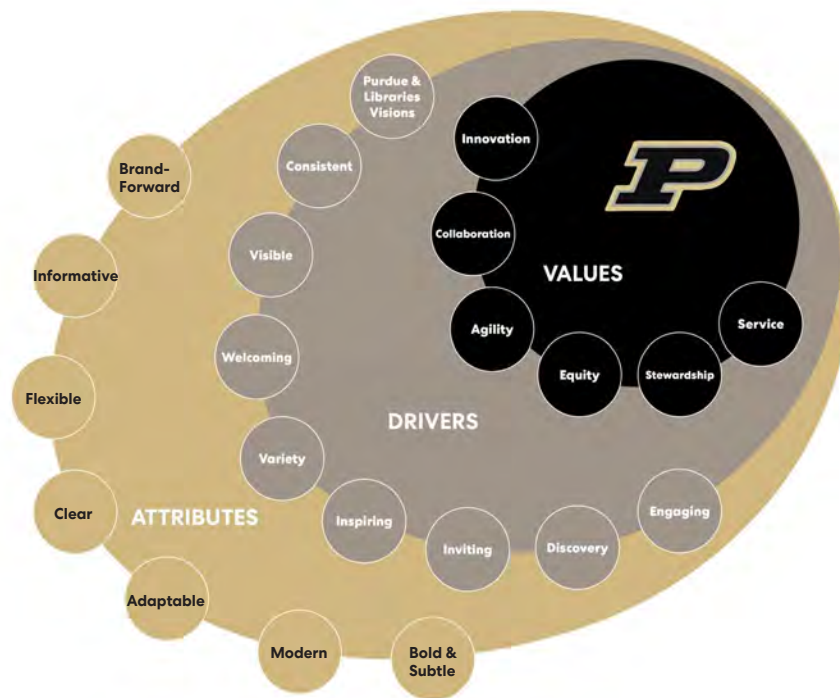 Purdue &
Libraries
Visions
Innovation
P
Brand-
Forward
Consistent
Collaboration
Visible
Informative
VALUES
Service
Agility
Welcoming
Equity
Stewardship
Flexible
DRIVERS
Variety
Clear
ATTRIBUTES
Inspiring
Engaging
Inviting
Discovery
Adaptable
Modern
Bold &
Subtle